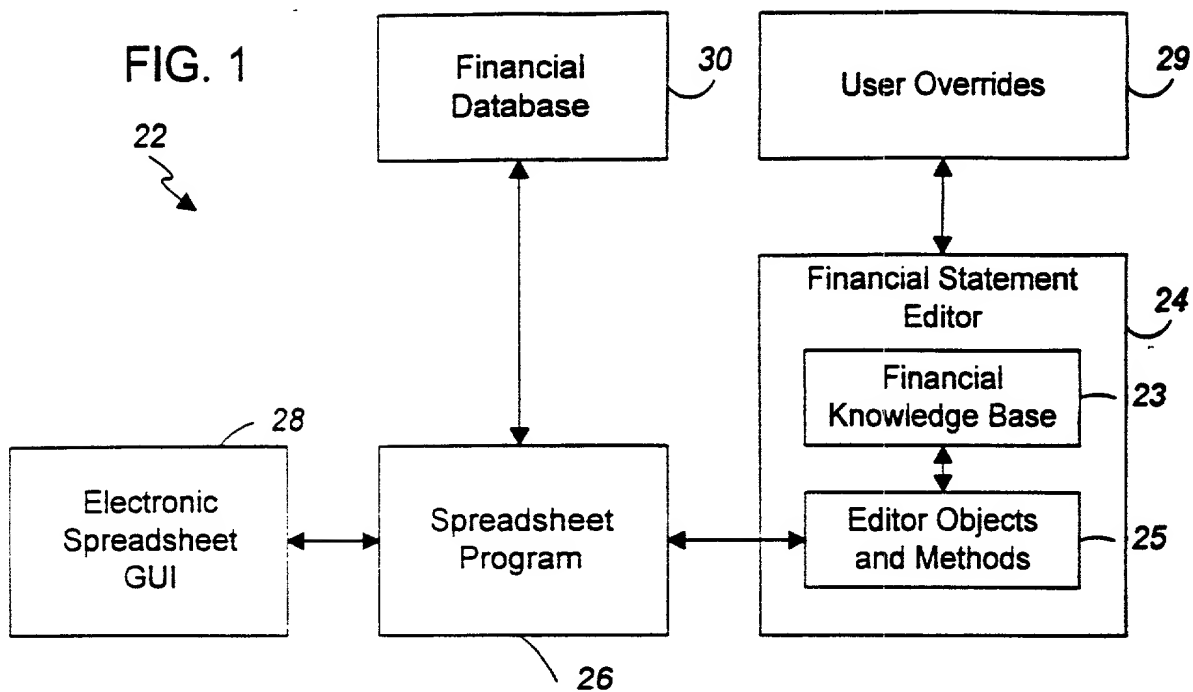 FIG. 1
22
Financial
Database
30
User Overrides
29
Financial Statement
Editor
24
Financial
Knowledge Base
23
Editor Objects
and Methods
25
28
Electronic
Spreadsheet
GUI
Spreadsheet
Program
26